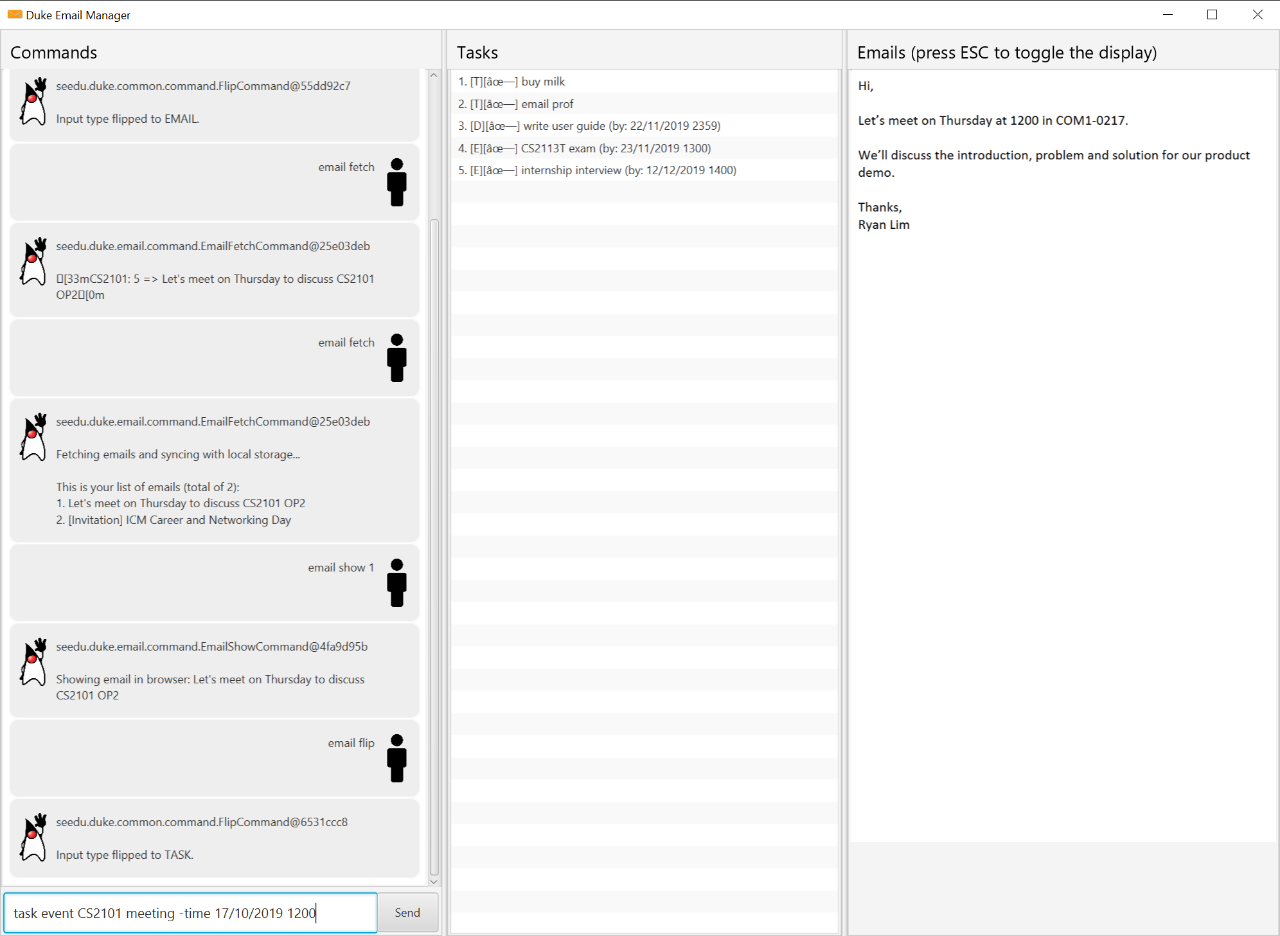 Duke Email Manager
Commands
seedu.duke.common.command.FlipCommand@55dd92c7
Input type flipped to EMAIL.
email fetch
seedu.duke.email.command.EmailFetchCommand@25e03deb
[33mCS2101: 5 => Let's meet on Thursday to discuss CS2101
OP2[0m
email fetch
seedu.duke.email.command.EmailFetchCommand@25e03deb
Fetching emails and syncing with local storage...
This is your list of emails (total of 2):
1. Let's meet on Thursday to discuss CS2101 OP2
2. [Invitation] ICM Career and Networking Day
email show 1
seedu.duke.email.command.EmailShowCommand@4fa9d95b
Showing email in browser: Let's meet on Thursday to discuss
CS2101 OP2
email flip
seedu.duke.common.command.FlipCommand@6531ccc8
Input type flipped to TASK.
task event CS2101 meeting -time 17/10/2019 1200
Send
Tasks
1. [T][âœ—] buy milk
2. [T][âœ—] email prof
3. [D][âœ—] write user guide (by: 22/11/2019 2359)
4. [E][âœ—] CS2113T exam (by: 23/11/2019 1300)
5. [E][âœ—] internship interview (by: 12/12/2019 1400)
Emails (press ESC to toggle the display)
Hi,
Let's meet on Thursday at 1200 in COM1-0217.
We'll discuss the introduction, problem and solution for our product
demo.
Thanks,
Ryan Lim